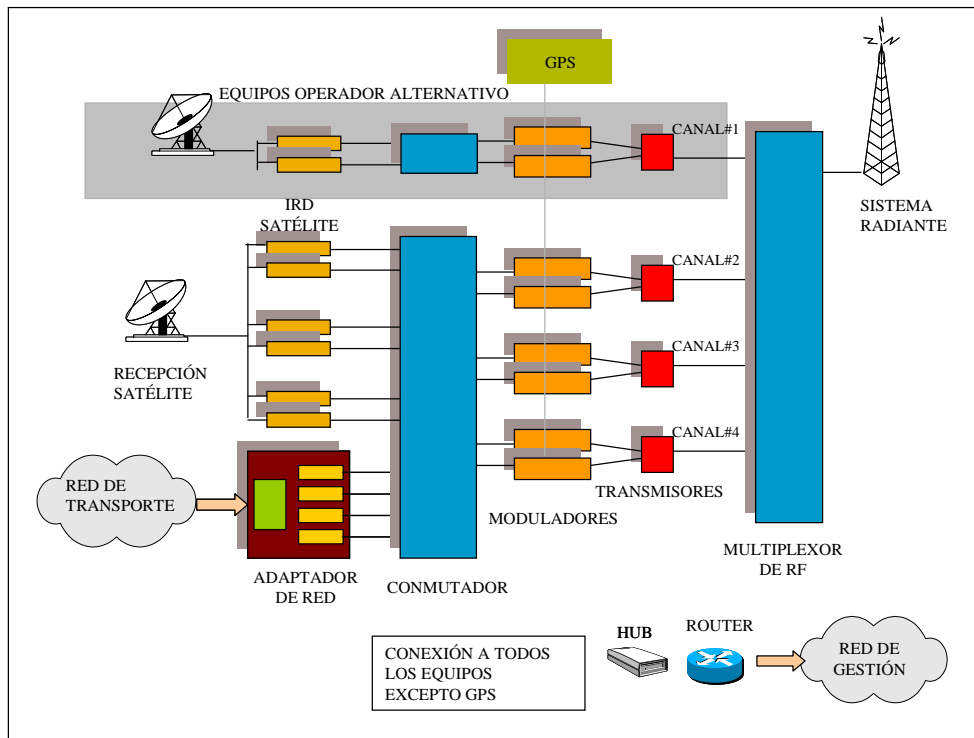 GPS
EQUIPOS OPERADOR ALTERNATIVO
CANAL#1
IRD
SATÉLITE
SISTEMA
RADIANTE
CANAL#2
RECEPCIÓN
SATÉLITE
CANAL#3
CANAL#4
RED DE
TRANSPORTE
TRANSMISORES
MODULADORES
ADAPTADOR
DE RED
CONMUTADOR
MULTIPLEXOR
DE RF
CONEXIÓN A TODOS
LOS EQUIPOS
EXCEPTO GPS
HUB
ROUTER
RED DE
GESTIÓN